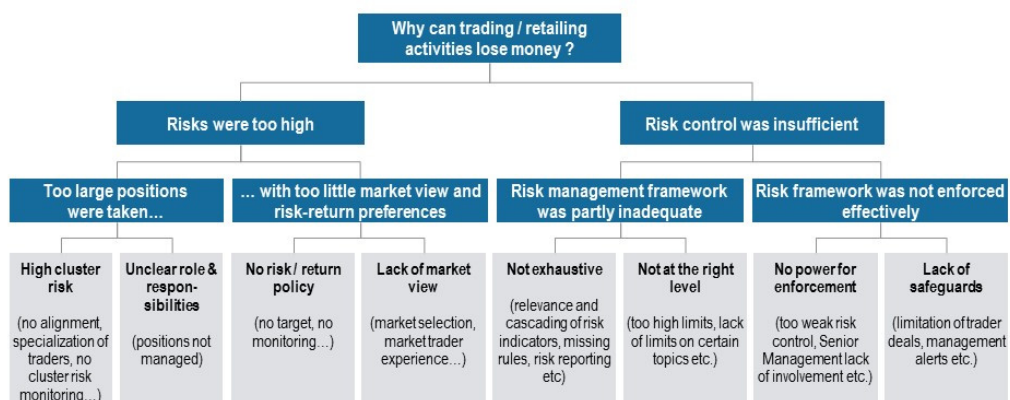 Why can trading / retailing
activities lose money ?
Risks were too high
Risk control was insufficient
Too large positions
were taken…
… with too little market view and
risk-return preferences
Risk management framework
was partly inadequate
Risk framework was not enforced
effectively
High cluster
risk
(no alignment,
specialization of
traders, no
cluster risk
monitoring…)
Unclear role &
respon-
sibilities
(positions not
managed)
No risk / return
policy
(no target, no
monitoring…)
Lack of market
view
(market selection,
market trader
experience…)
Not exhaustive
(relevance and
cascading of risk
indicators, missing
rules, risk reporting
etc)
Not at the right
level
(too high limits, lack
of limits on certain
topics etc.)
No power for
enforcement
(too weak risk
control, Senior
Management lack
of involvement etc.)
Lack of
safeguards
(limitation of trader
deals, management
alerts etc.)